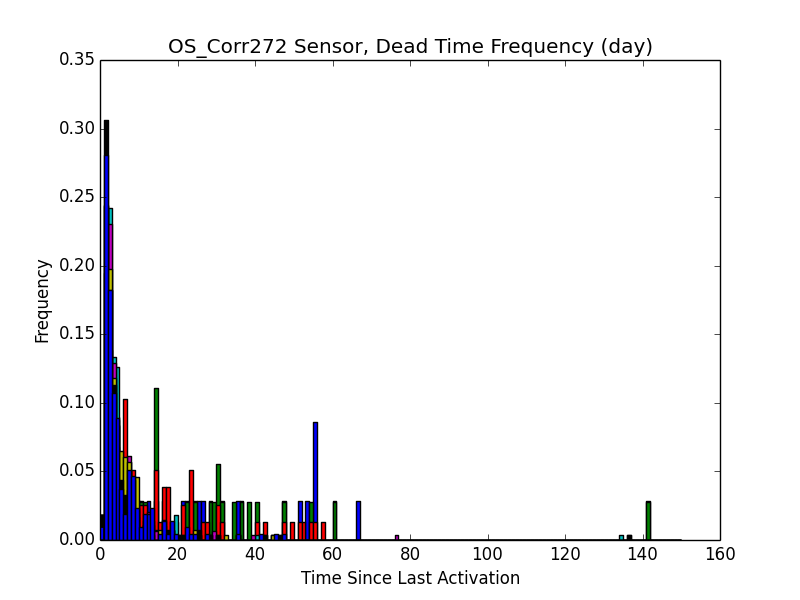 OS_Corr272 Sensor, Dead Time Frequency (day)
0.35
0.30
0.25
0.20
0.15
0.10
0.05
0.00
Frequency
0 20 40 60 80 100 120 140 160
Time Since Last Activation